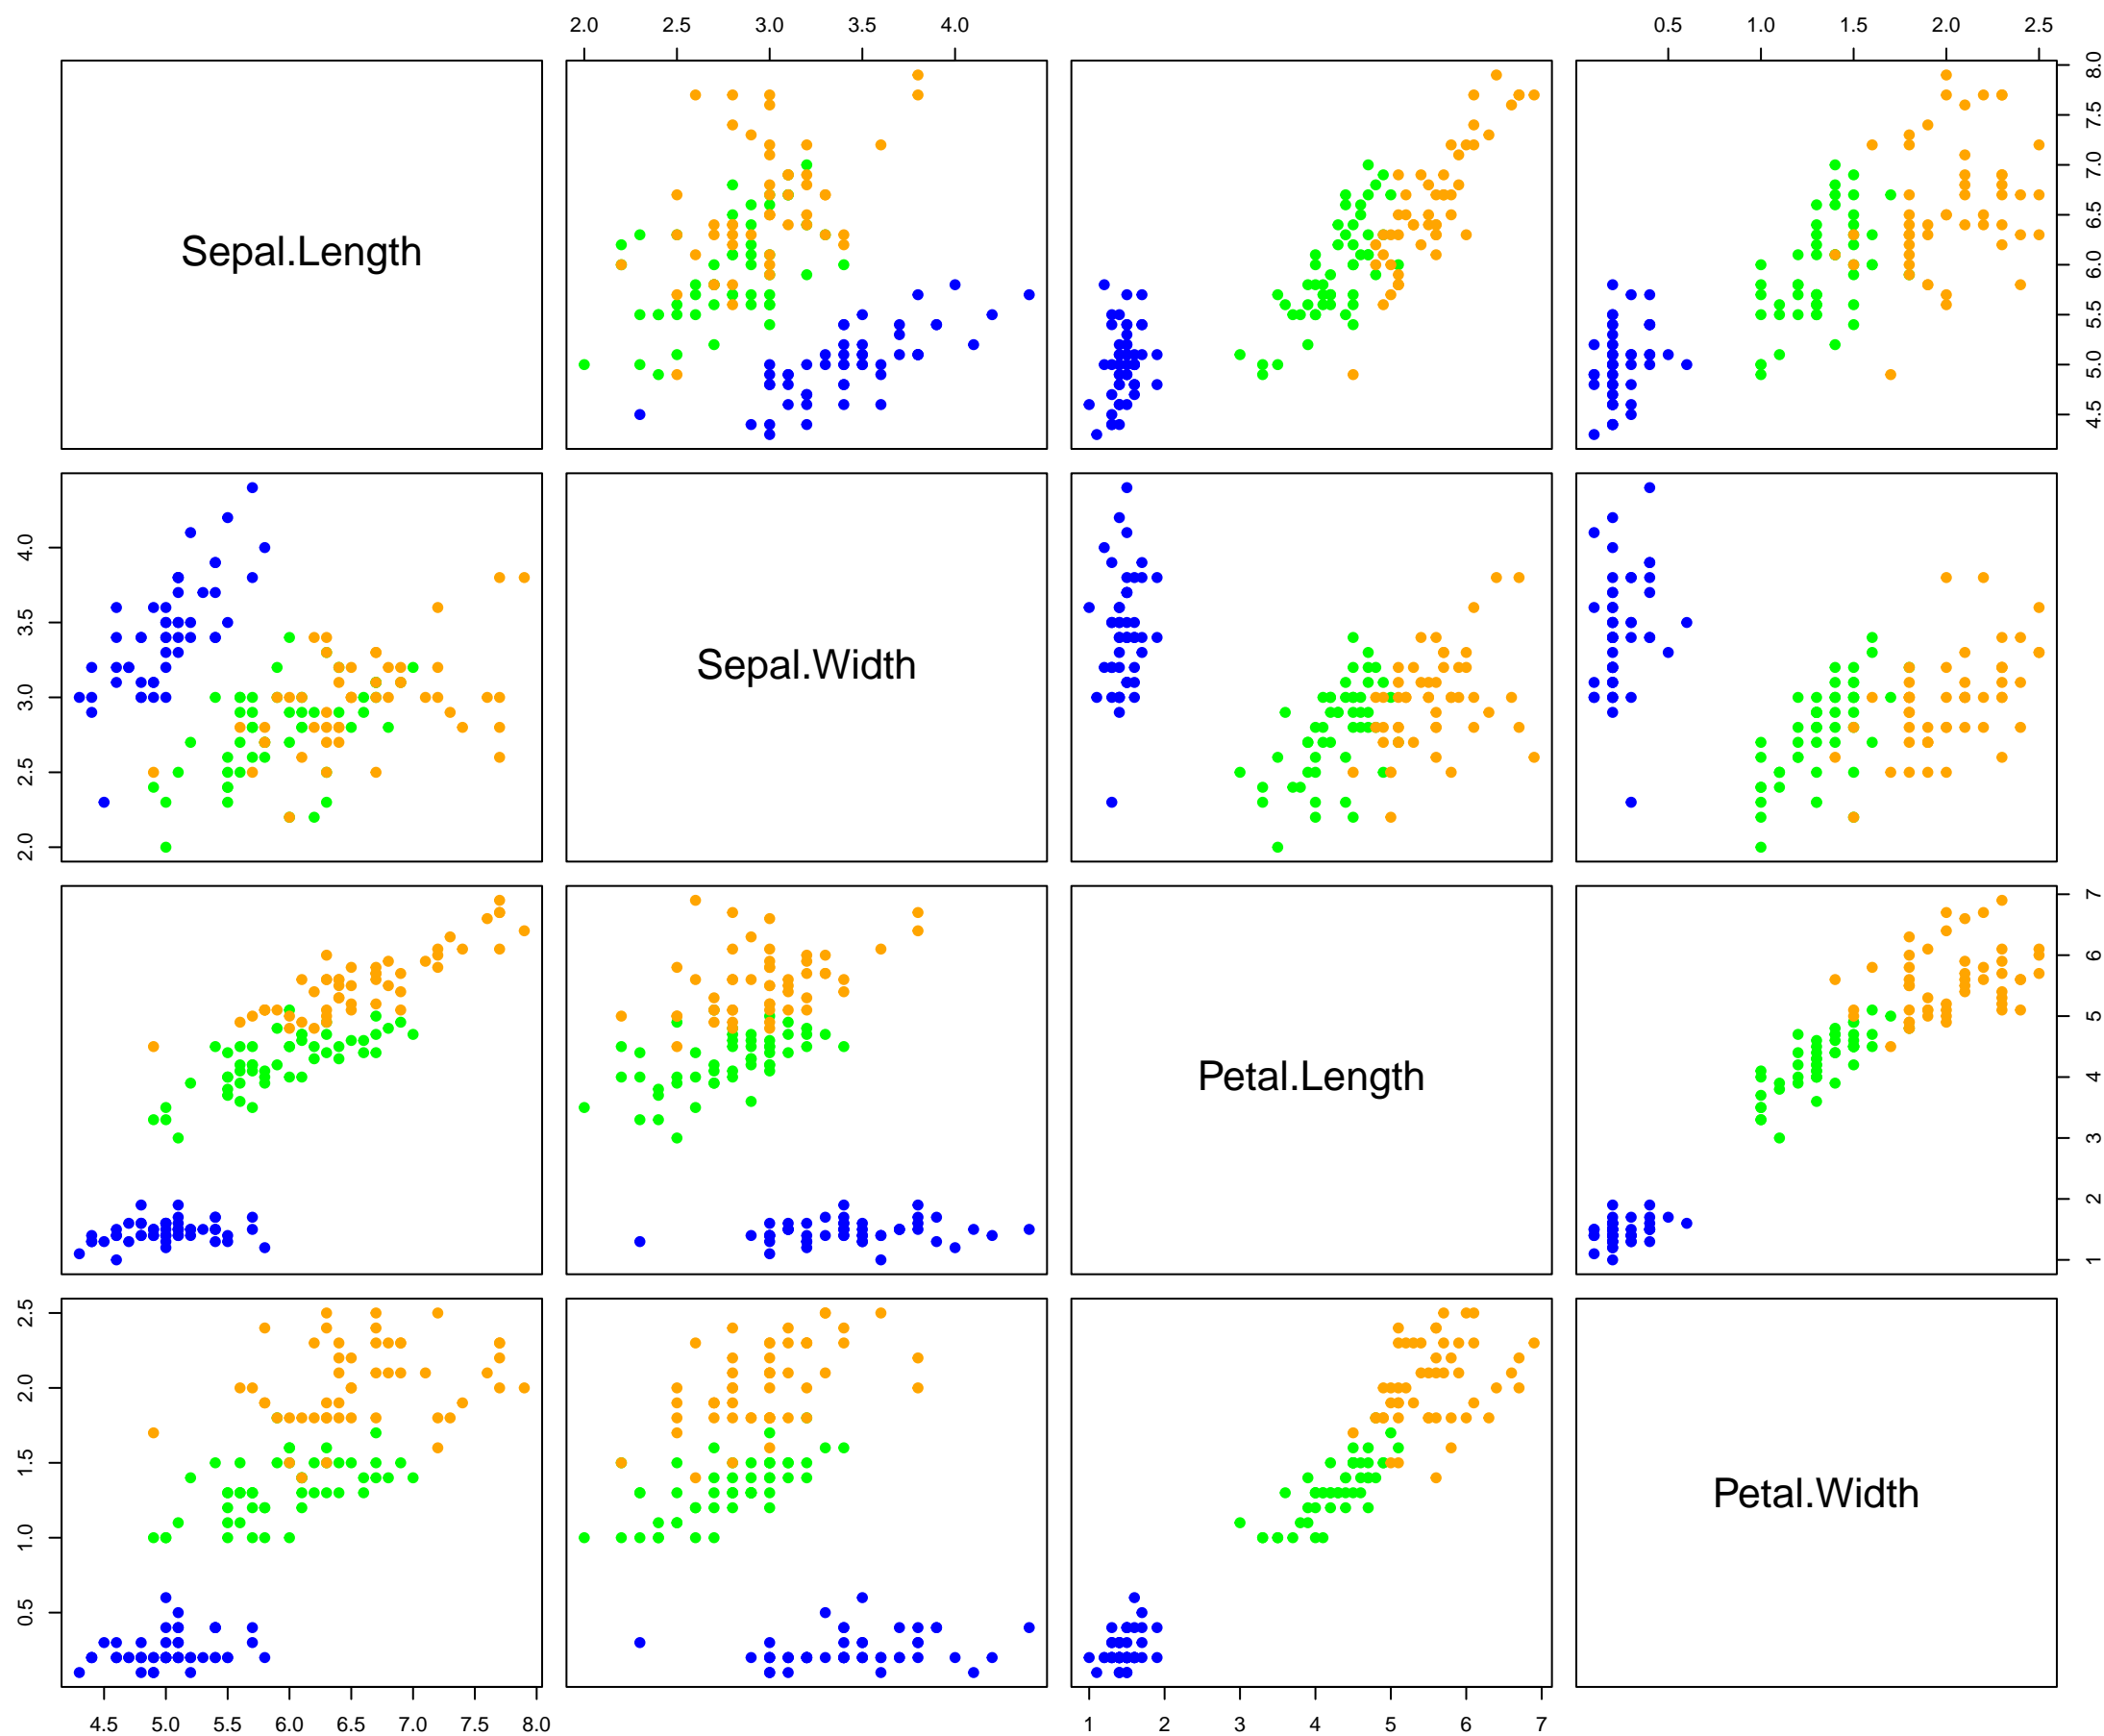 2.0 2.5 3.0 3.5 4.0 0.5 1.0 1.5 2.0 2.5
Sepal.Length
4.5 5.0 5.5 6.0 6.5 7.0 7.5 8.0
2.0 2.5 3.0 3.5 4.0
Sepal.Width
Petal.Length
1 2 3 4 5 6 7
0.5 1.0 1.5 2.0 2.5
Petal.Width
4.5 5.0 5.5 6.0 6.5 7.0 7.5 8.0 1 2 3 4 5 6 7